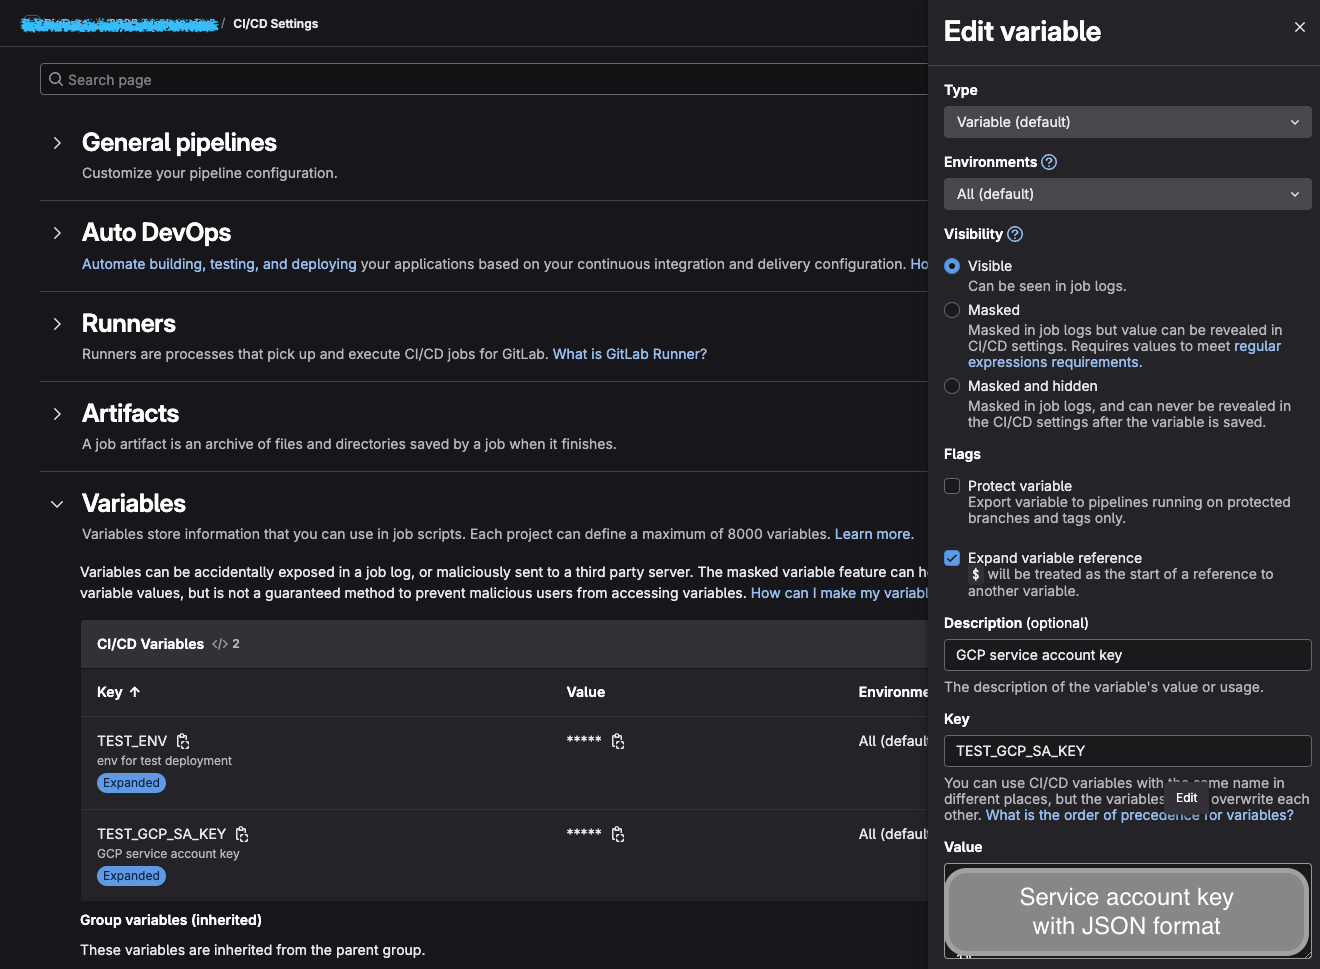 / CI/CD Settings
Search page
General pipelines
Customize your pipeline configuration.
Auto DevOps
Automate building, testing, and deploying your applications based on your continuous integration and delivery configuration. Ho
Runners
Runners are processes that pick up and execute CI/CD jobs for GitLab. What is GitLab Runner?
Artifacts
A job artifact is an archive of files and directories saved by a job when it finishes.
Variables
Variables store information that you can use in job scripts. Each project can define a maximum of 8000 variables. Learn more.
Variables can be accidentally exposed in a job log, or maliciously sent to a third party server. The masked variable feature can he
variable values, but is not a guaranteed method to prevent malicious users from accessing variables. How can I make my variabl
CI/CD Variables </> 2
Key ↑ Value Environme
TEST_ENV ***** All (defaul
env for test deployment
Expanded
TEST_GCP_SA_KEY ***** All (defaul
GCP service account key
Expanded
Group variables (inherited)
These variables are inherited from the parent group.
Edit variable
Type
Variable (default)
Environments
All (default)
Visibility
Visible
Can be seen in job logs.
Masked
Masked in job logs but value can be revealed in
CI/CD settings. Requires values to meet regular
expressions requirements.
Masked and hidden
Masked in job logs, and can never be revealed in
the CI/CD settings after the variable is saved.
Flags
Protect variable
Export variable to pipelines running on protected
branches and tags only.
Expand variable reference
$ will be treated as the start of a reference to
another variable.
Description (optional)
GCP service account key
The description of the variable's value or usage.
Key
TEST_GCP_SA_KEY
You can use CI/CD variables with the same name in
different places, but the variables overwrite each
other. What is the order of precedence for variables?
Edit
Value
Service account key
with JSON format